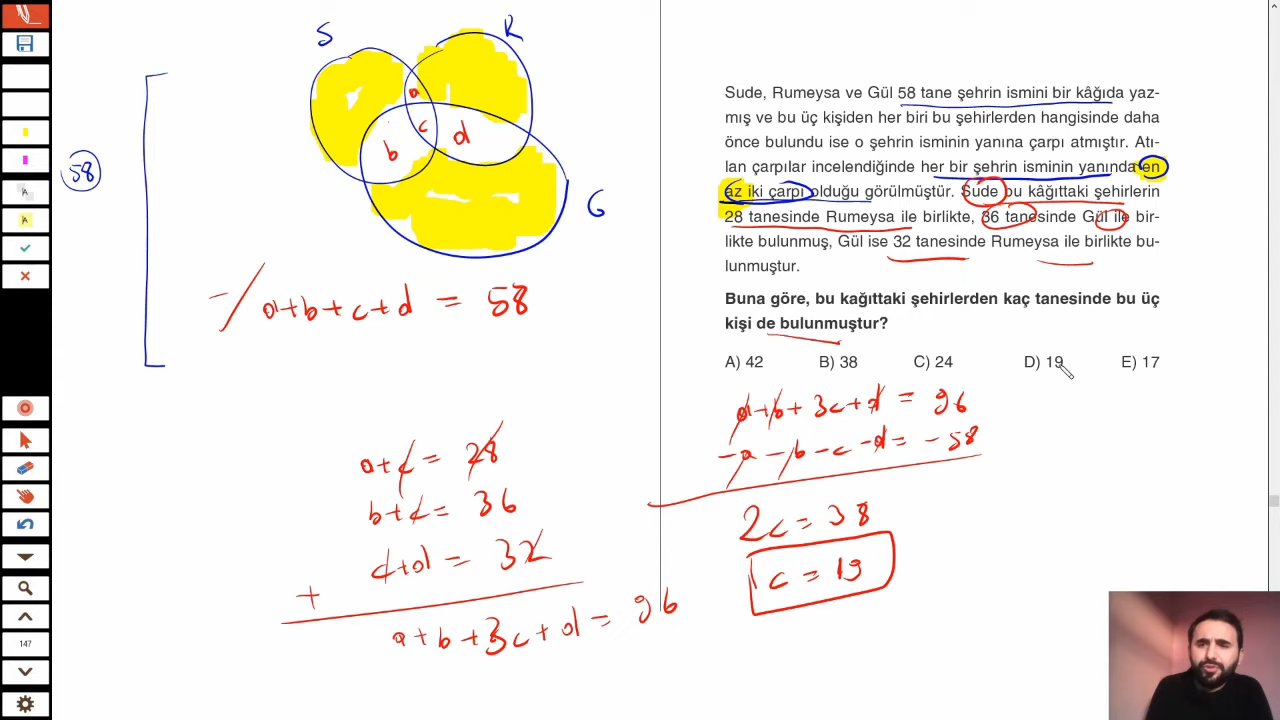 S
R
a
58
b
c
d
G
a+b+c+d = 58
a+c = 28
b+c = 36
c+d = 32
+
a+b+3c+d = 96
Sude, Rumeysa ve Gül 58 tane şehrin ismini bir kâğıda yaz-
mış ve bu üç kişiden her biri bu şehirlerden hangisinde daha
önce bulundu ise o şehrin isminin yanına çarpı atmıştır. Atı-
lan çarpılar incelendiğinde her bir şehrin isminin yanında en
az iki çarpı olduğu görülmüştür. Sude bu kâğıttaki şehirlerin
28 tanesinde Rumeysa ile birlikte, 36 tanesinde Gül ile bir-
likte bulunmuş, Gül ise 32 tanesinde Rumeysa ile birlikte bu-
lunmuştur.
Buna göre, bu kağıttaki şehirlerden kaç tanesinde bu üç
kişi de bulunmuştur?
A) 42 B) 38 C) 24 D) 19 E) 17
a+b+3c+d = 96
-a -b -c -d = -58
2c = 38
c = 19
A
A
147